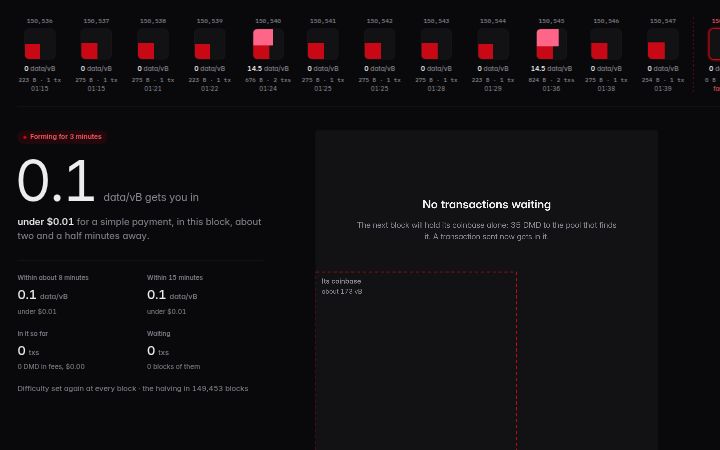 150,536 150,537 150,538 150,539 150,540 150,541 150,542 150,543 150,544 150,545 150,546 150,547
0 data/vB 0 data/vB 0 data/vB 0 data/vB 14.5 data/vB 0 data/vB 0 data/vB 0 data/vB 0 data/vB 14.5 data/vB 0 data/vB 0 data/vB
223 B · 1 tx 275 B · 1 tx 275 B · 1 tx 223 B · 1 tx 676 B · 2 txs 275 B · 1 tx 275 B · 1 tx 275 B · 1 tx 223 B · 1 tx 824 B · 2 txs 275 B · 1 tx 254 B · 1 tx
01:15 01:15 01:21 01:22 01:24 01:25 01:25 01:28 01:29 01:36 01:38 01:39
Forming for 3 minutes
0.1 data/vB gets you in
under $0.01 for a simple payment, in this block, about
two and a half minutes away.
Within about 8 minutes Within 15 minutes
0.1 data/vB 0.1 data/vB
under $0.01 under $0.01
In it so far Waiting
0 txs 0 txs
0 DMD in fees, $0.00 0 blocks of them
Difficulty set again at every block · the halving in 149,453 blocks
No transactions waiting
The next block will hold its coinbase alone: 35 DMD to the pool that finds
it. A transaction sent now gets in it.
Its coinbase
about 173 vB